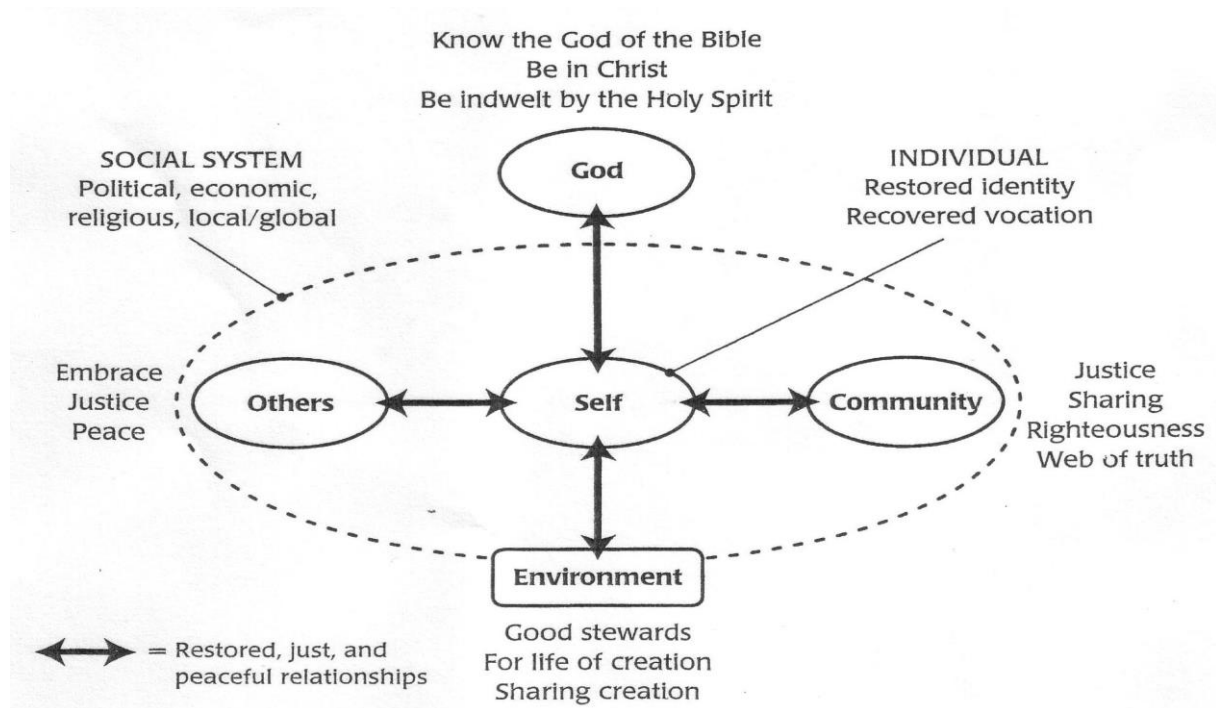 Know the God of the Bible
Be in Christ
Be indwelt by the Holy Spirit
God
SOCIAL SYSTEM
Political, economic,
religious, local/global
INDIVIDUAL
Restored identity
Recovered vocation
Embrace
Justice
Peace
Others
Self
Community
Justice
Sharing
Righteousness
Web of truth
Environment
Good stewards
For life of creation
Sharing creation
= Restored, just, and
peaceful relationships